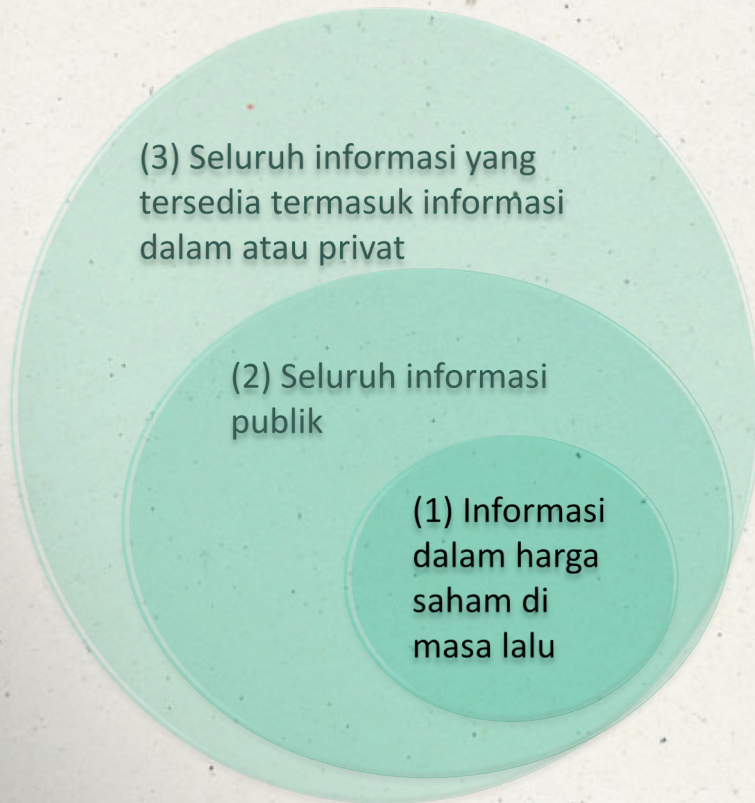 (3) Seluruh informasi yang
tersedia termasuk informasi
dalam atau privat
(2) Seluruh informasi
publik
(1) Informasi
dalam harga
saham di
masa lalu